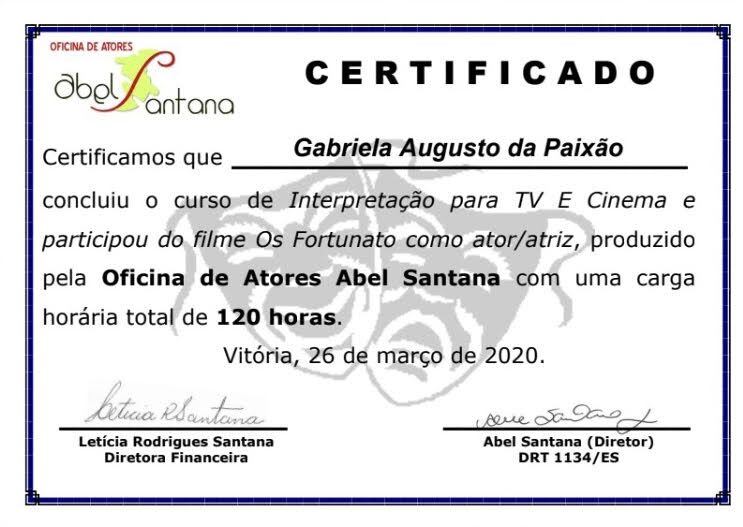 OFICINA DE ATORES
Abel Santana
CERTIFICADO
Certificamos que Gabriela Augusto da Paixão
concluiu o curso de Interpretação para TV E Cinema e
participou do filme Os Fortunato como ator/atriz, produzido
pela Oficina de Atores Abel Santana com uma carga
horária total de 120 horas.
Vitória, 26 de março de 2020.
Leticia R Santana
Letícia Rodrigues Santana
Diretora Financeira
Abel Santana (Diretor)
DRT 1134/ES